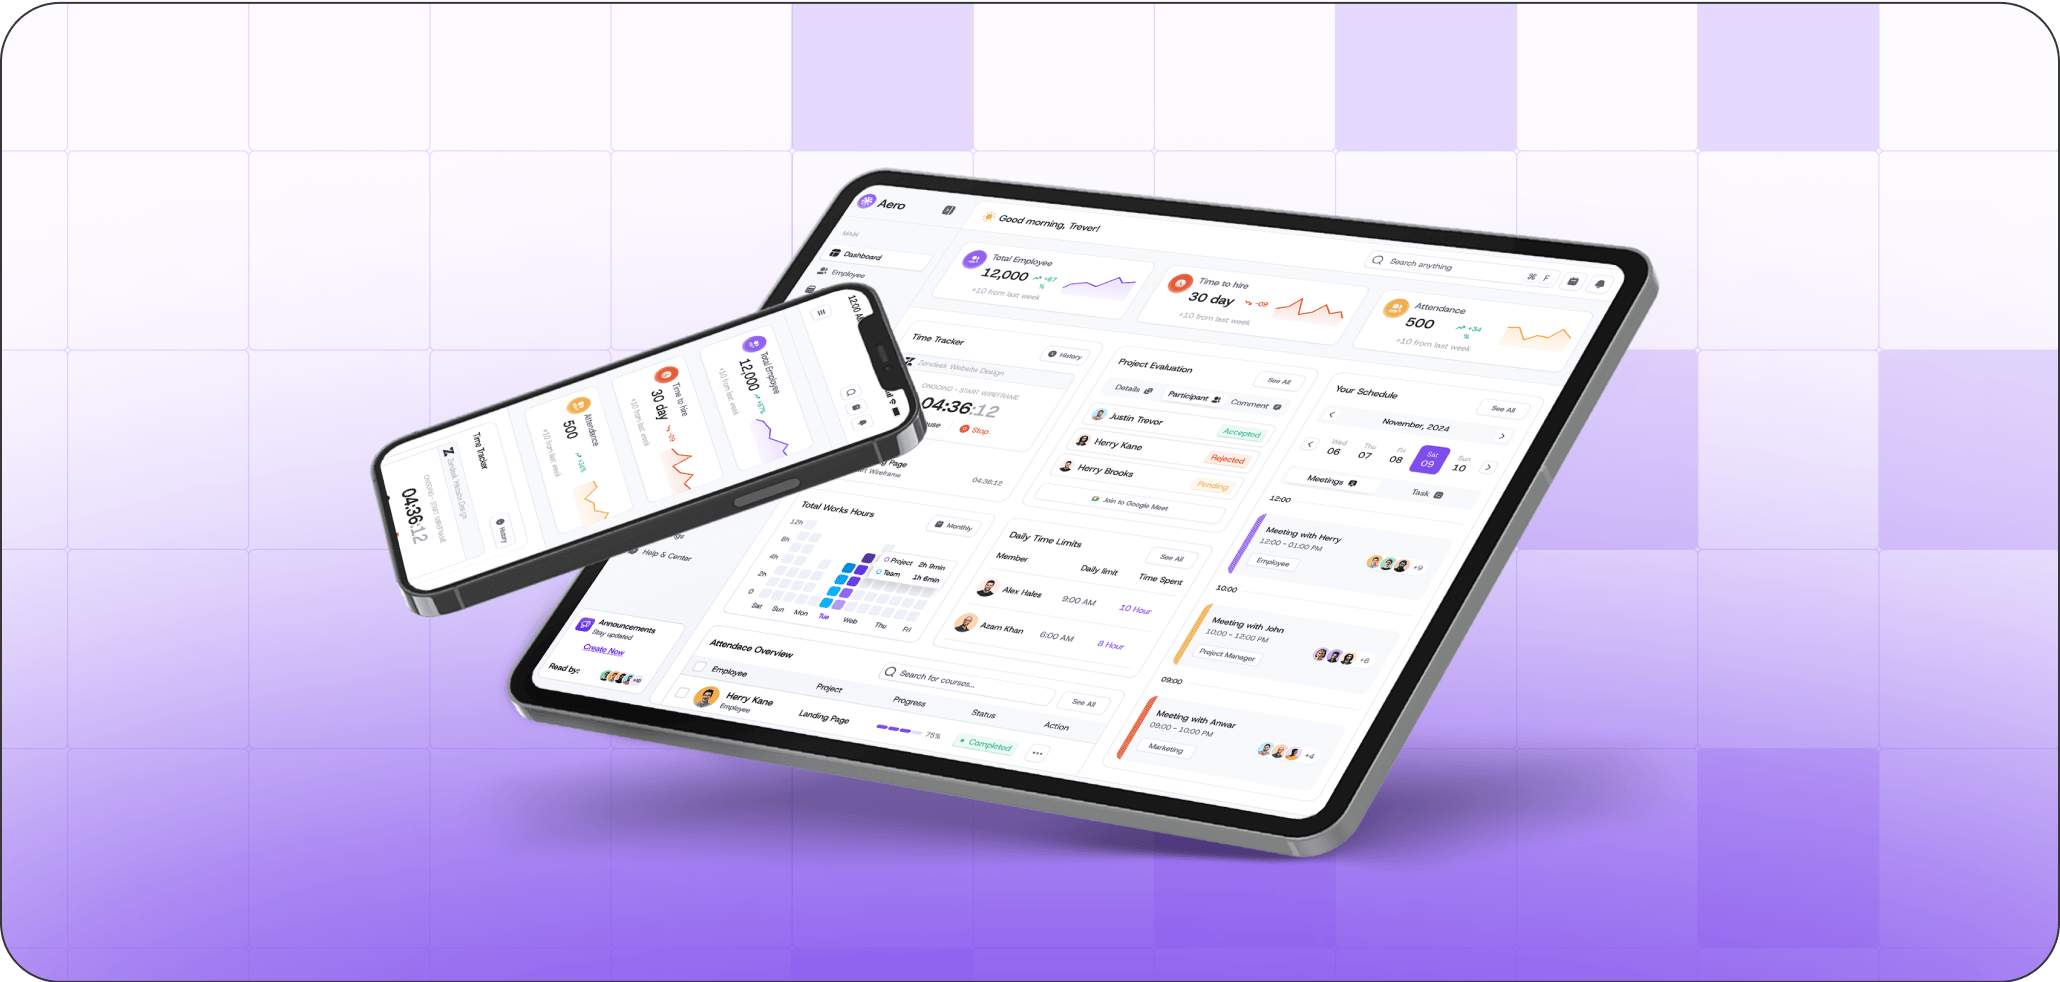 Aero
Good morning, Trever!
Search anything
⌘ F
MAIN
Dashboard
Employee
Total Employee
12,000
+67
%
+10 from last week
Time to hire
30 day
-09
+10 from last week
Attendance
500
+34
%
+10 from last week
Time Tracker
History
Zendesk Website Design
ONGOING - START WIREFRAME
04:36:12
Stop
04:36:12
Project Evaluation
See All
Details
Participant
Comment
Justin Trevor
Accepted
Herry Kane
Rejected
Herry Brooks
Pending
Join to Google Meet
Your Schedule
See All
November, 2024
Wed
06
Thu
07
Fri
08
Sat
09
Sun
10
Meetings
Task
12:00
Meeting with Herry
12:00 – 01:00 PM
Employee
+9
10:00
Meeting with John
10:00 – 12:00 PM
Project Manager
+6
09:00
Meeting with Anwar
09:00 – 10:00 PM
Marketing
+4
Total Works Hours
Monthly
12h
8h
4h
2h
0
Project 2h 9min
Team 1h 6min
Sat
Sun
Mon
Tue
Web
Thu
Fri
Daily Time Limits
See All
Member
Daily limit
Time Spent
Alex Hales
9:00 AM
10 Hour
Azam Khan
6:00 AM
8 Hour
Help & Center
Announcements
Stay updated
Create Now
Read by:
Attendace Overview
Search for courses...
See All
Employee
Project
Progress
Status
Action
Herry Kane
Employee
Landing Page
75%
Completed
12:00
Total Employee
12,000
+67%
+10 from last week
Time to hire
30 day
-09
+10 from last week
Attendance
500
+34%
+10 from last week
Time Tracker
History
Zendesk Website Design
ONGOING - START WIREFRAME
04:36:12